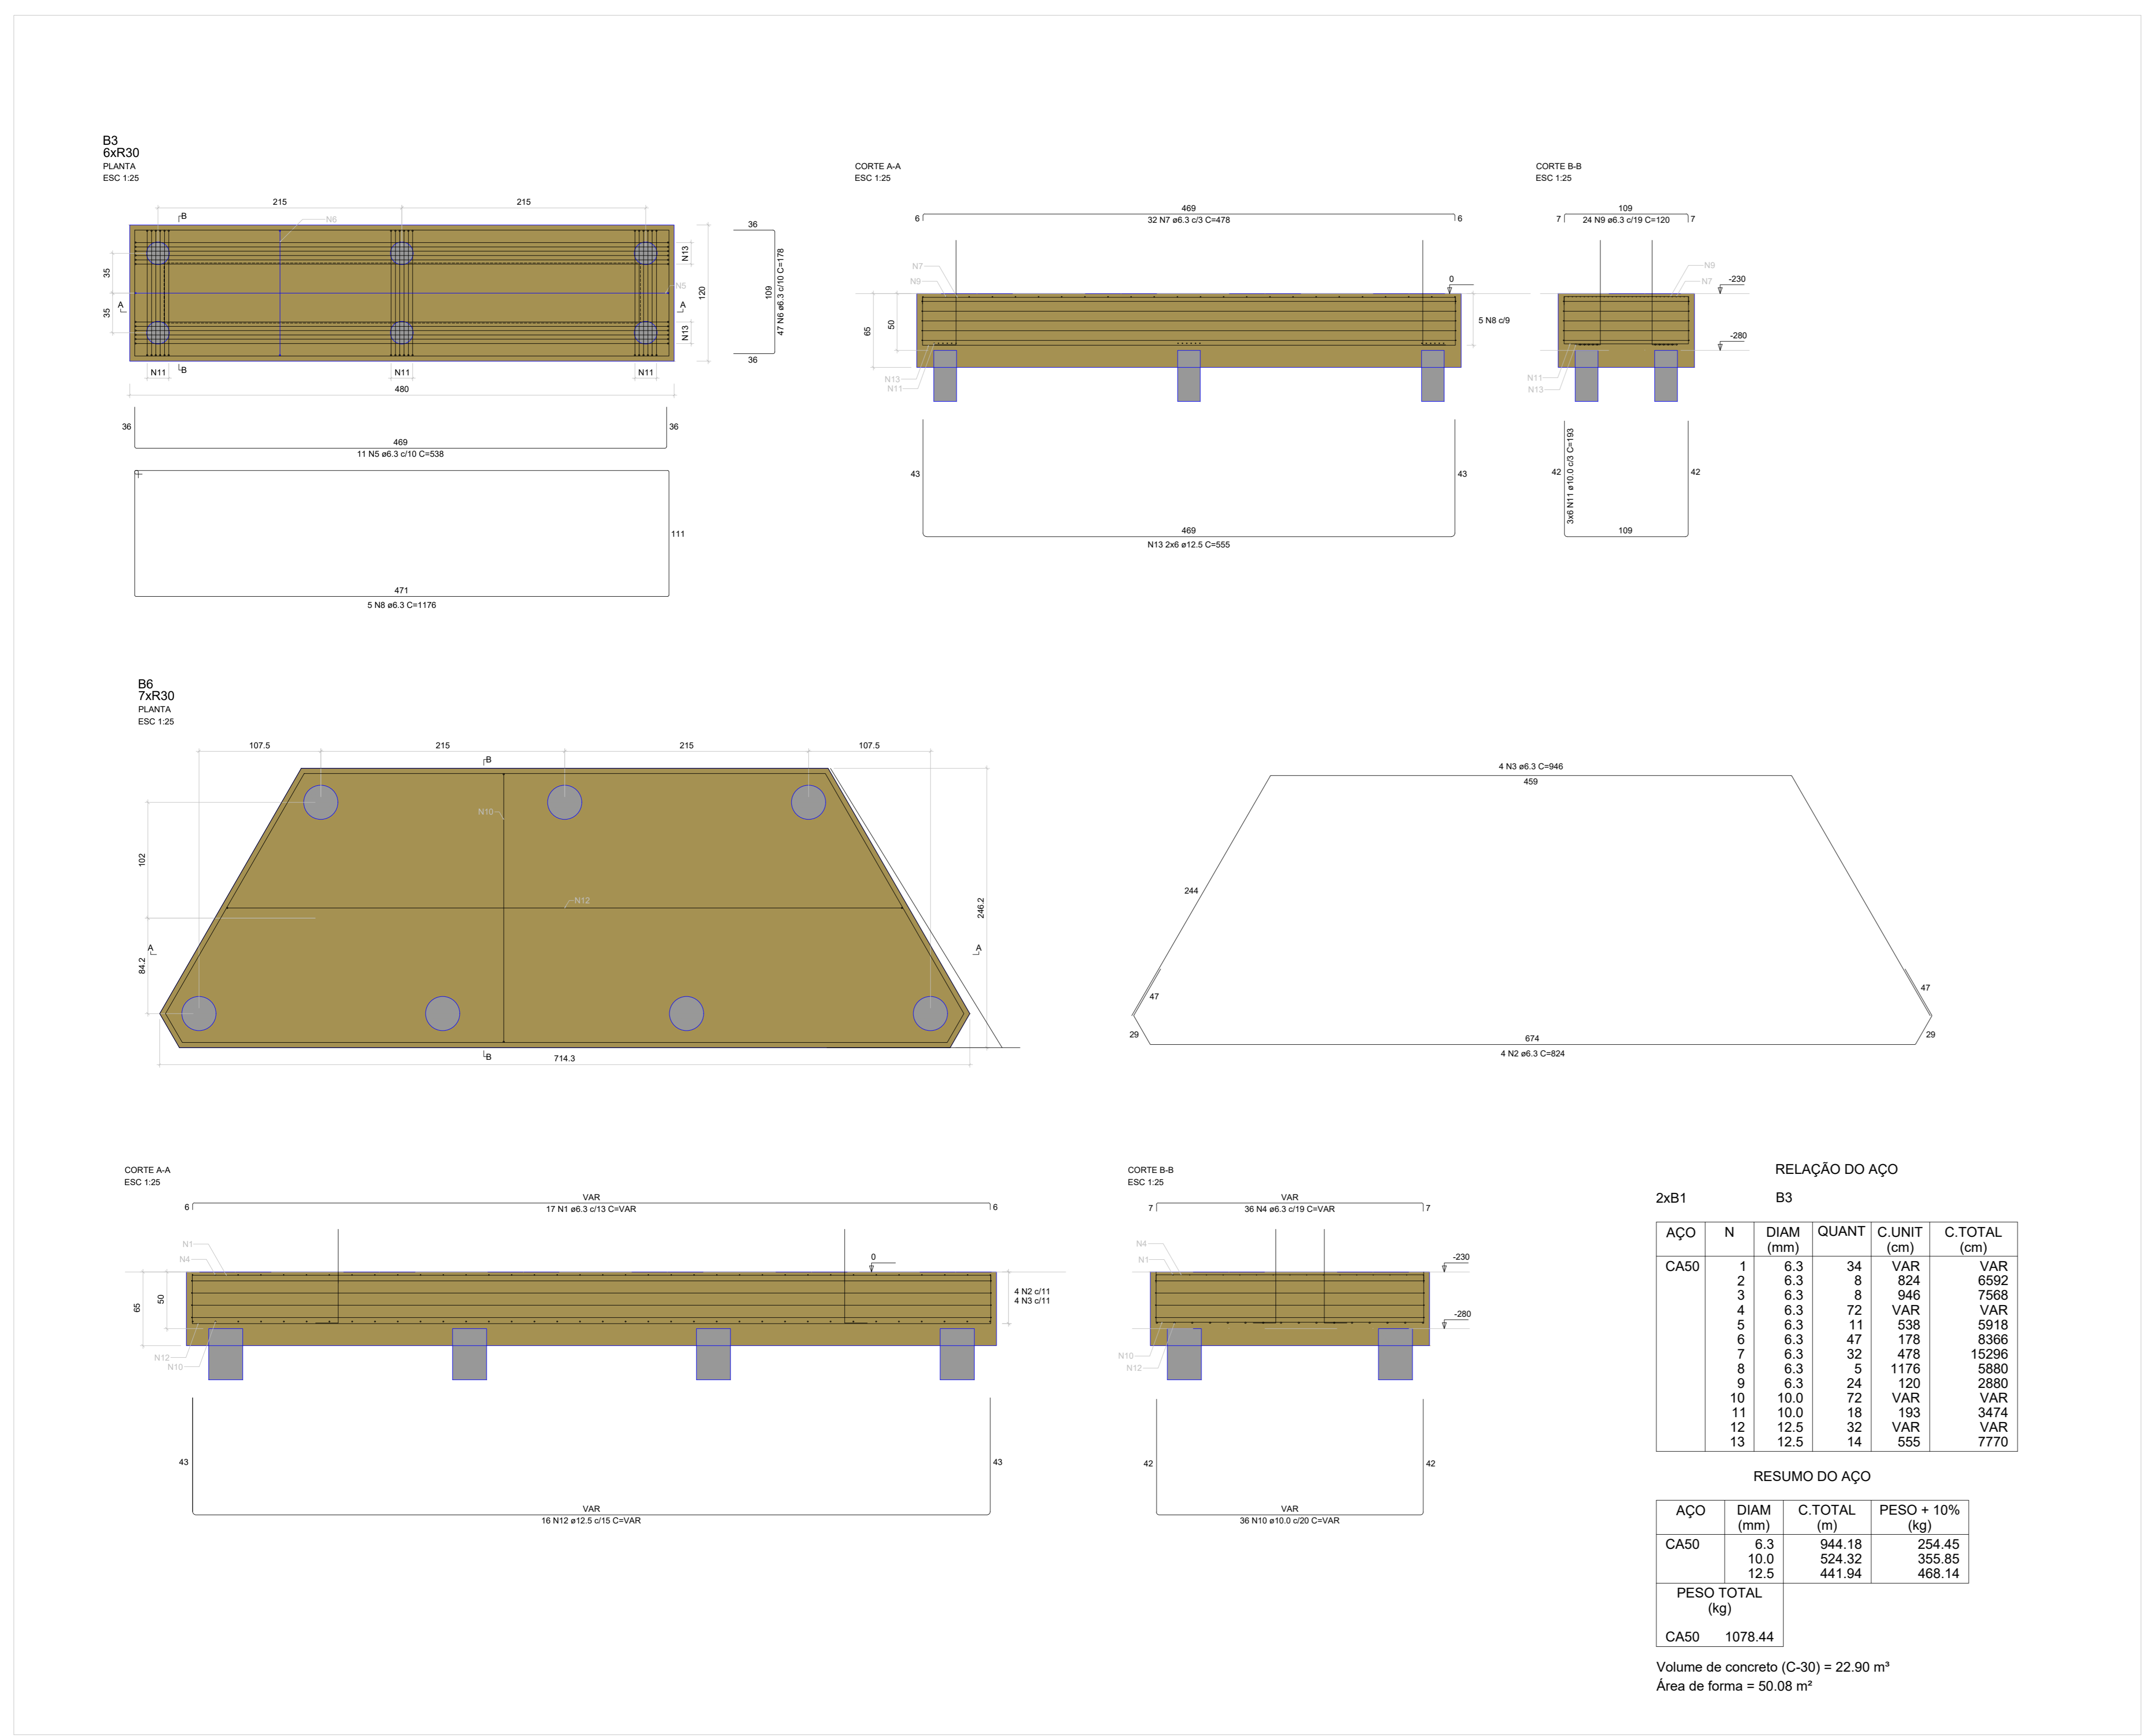 B3
6xR30
PLANTA
ESC 1:25
215
215
B
N6
36
N13
35
35
A
A
N5
N13
120
109
47 N6 ø6.3 c/10 C=178
36
B
N11
N11
N11
480
36
36
469
11 N5 ø6.3 c/10 C=538
111
471
5 N8 ø6.3 C=1176
CORTE A-A
ESC 1:25
469
6
6
32 N7 ø6.3 c/3 C=478
N7
N9
0
65
50
5 N8 c/9
N13
N11
43
43
469
N13 2x6 ø12.5 C=555
CORTE B-B
ESC 1:25
109
7
7
24 N9 ø6.3 c/19 C=120
N9
N7
-230
-280
N11
N13
42
3x6 N11 ø10.0 c/3 C=193
42
109
B6
7xR30
PLANTA
ESC 1:25
107.5
215
215
107.5
B
N10
102
N12
246.2
A
A
84.2
B
714.3
4 N3 ø6.3 C=946
459
244
47
47
29
29
674
4 N2 ø6.3 C=824
CORTE A-A
ESC 1:25
VAR
6
6
17 N1 ø6.3 c/13 C=VAR
N1
N4
0
65
50
4 N2 c/11
4 N3 c/11
N12
N10
43
43
VAR
16 N12 ø12.5 c/15 C=VAR
CORTE B-B
ESC 1:25
VAR
7
7
36 N4 ø6.3 c/19 C=VAR
N4
N1
-230
-280
N10
N12
42
42
VAR
36 N10 ø10.0 c/20 C=VAR
RELAÇÃO DO AÇO
2xB1 B3
AÇO N DIAM QUANT C.UNIT C.TOTAL
(mm) (cm) (cm)
CA50 1 6.3 34 VAR VAR
2 6.3 8 824 6592
3 6.3 8 946 7568
4 6.3 72 VAR VAR
5 6.3 11 538 5918
6 6.3 47 178 8366
7 6.3 32 478 15296
8 6.3 5 1176 5880
9 6.3 24 120 2880
10 10.0 72 VAR VAR
11 10.0 18 193 3474
12 12.5 32 VAR VAR
13 12.5 14 555 7770
RESUMO DO AÇO
AÇO DIAM C.TOTAL PESO + 10%
(mm) (m) (kg)
CA50 6.3 944.18 254.45
10.0 524.32 355.85
12.5 441.94 468.14
PESO TOTAL
(kg)
CA50 1078.44
Volume de concreto (C-30) = 22.90 m³
Área de forma = 50.08 m²